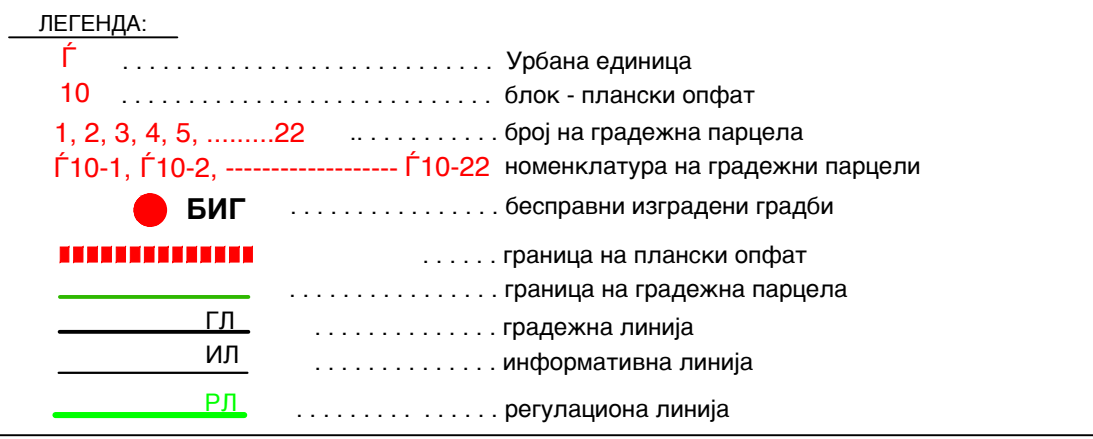 ЛЕГЕНДА:
Ѓ . . . . . . . . . . . . . . . . . . . . . . . . . . . . Урбана единица
10 . . . . . . . . . . . . . . . . . . . . . . . . . . . . блок - плански опфат
1, 2, 3, 4, 5, .........22 .. . . . . . . . . . . број на градежна парцела
Ѓ10-1, Ѓ10-2, ------------------- Ѓ10-22 номенклатура на градежни парцели
БИГ . . . . . . . . . . . . . . . . бесправни изградени градби
. . . . . . граница на плански опфат
. . . . . . . . . . . . . . . . граница на градежна парцела
ГЛ . . . . . . . . . . . . . . градежна линија
ИЛ . . . . . . . . . . . . . . информативна линија
РЛ . . . . . . . . . . . . . . . регулациона линија